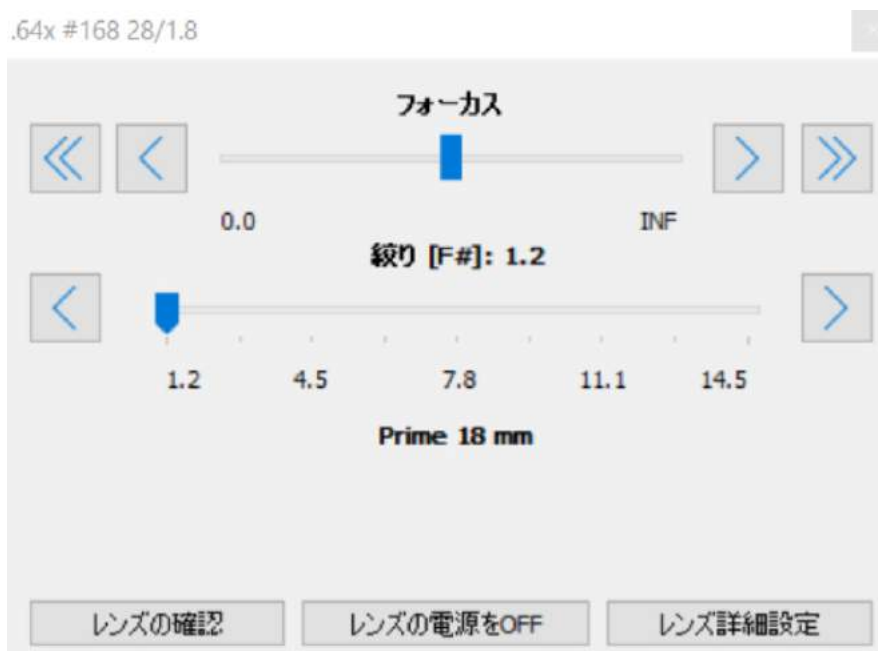 .64x #168 28/1.8
フォーカス
0.0 INF
絞り [F#]: 1.2
1.2 4.5 7.8 11.1 14.5
Prime 18 mm
レンズの確認 レンズの電源をOFF レンズ詳細設定